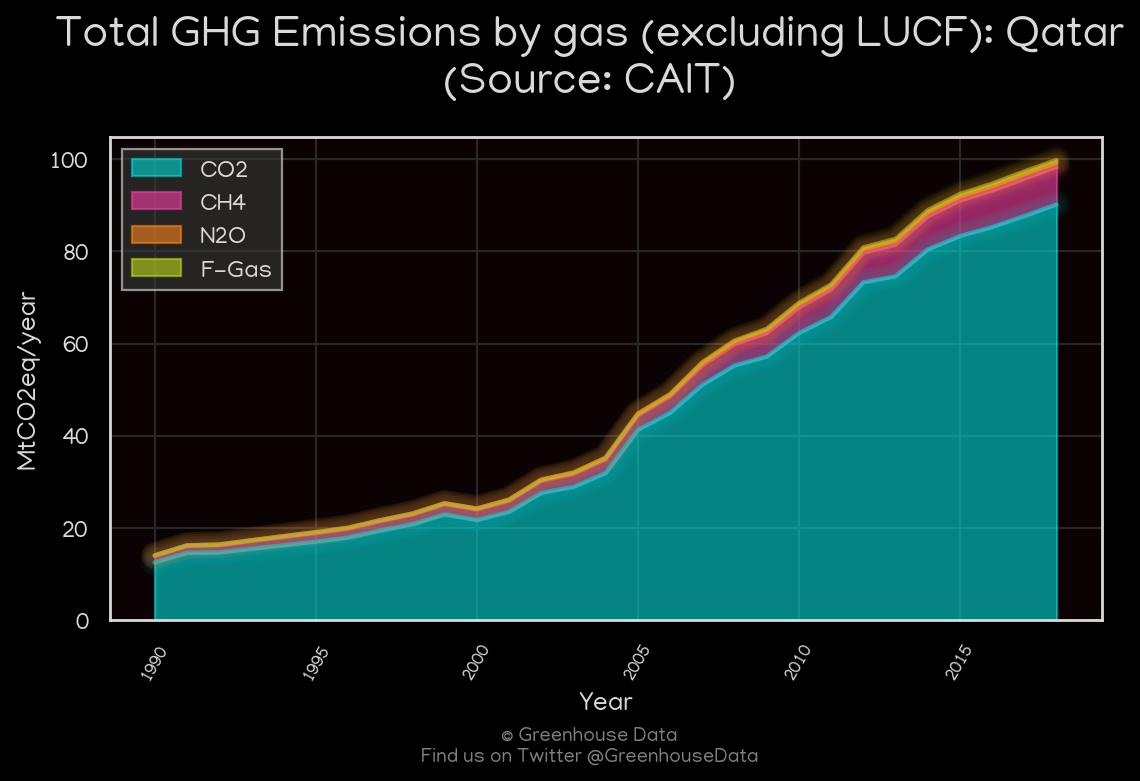 Total GHG Emissions by gas (excluding LUCF): Qatar
(Source: CAIT)
MtCO2eq/year
100
80
60
40
20
0
CO2
CH4
N2O
F-Gas
1990
1995
2000
2005
2010
2015
Year
© Greenhouse Data
Find us on Twitter @GreenhouseData